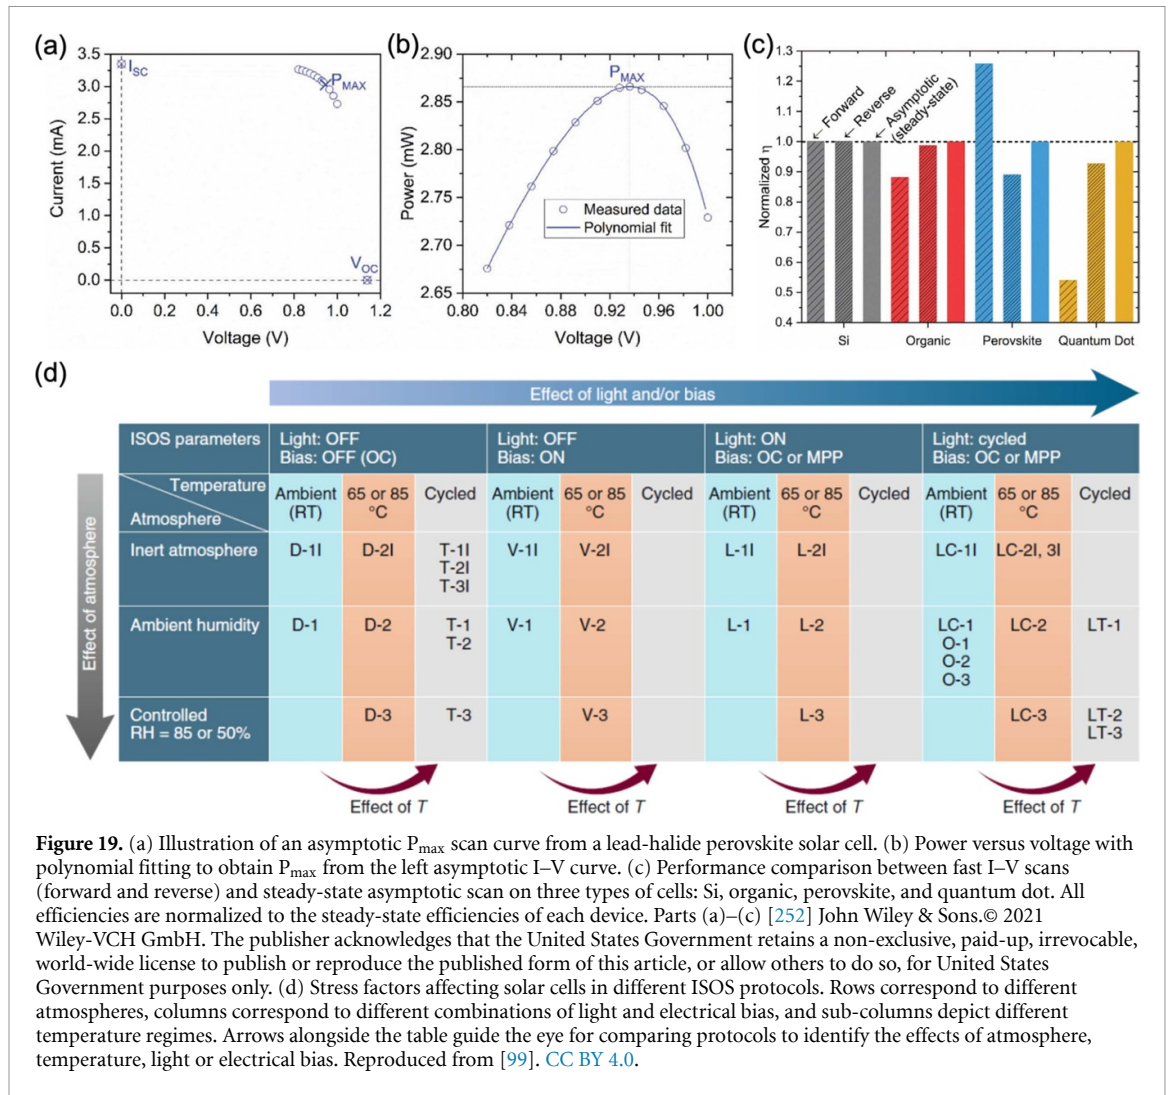 (a)
3.5
3.0
2.5
2.0
1.5
1.0
0.5
0.0
Current (mA)
I_SC
P_MAX
V_OC
0.0 0.2 0.4 0.6 0.8 1.0 1.2
Voltage (V)
(b)
2.90
2.85
2.80
2.75
2.70
2.65
Power (mW)
P_MAX
Measured data
Polynomial fit
0.80 0.84 0.88 0.92 0.96 1.00
Voltage (V)
(c)
1.3
1.2
1.1
1.0
0.9
0.8
0.7
0.6
0.5
0.4
Normalized η
← Forward
← Reverse
← Asymptotic
(steady-state)
Si Organic Perovskite Quantum Dot
(d)
Effect of light and/or bias
Effect of atmosphere
ISOS parameters
Light: OFF
Bias: OFF (OC)
Light: OFF
Bias: ON
Light: ON
Bias: OC or MPP
Light: cycled
Bias: OC or MPP
Temperature
Atmosphere
Ambient (RT) 65 or 85 °C Cycled Ambient (RT) 65 or 85 °C Cycled Ambient (RT) 65 or 85 °C Cycled Ambient (RT) 65 or 85 °C Cycled
Inert atmosphere D-1I D-2I T-1I V-1I V-2I L-1I L-2I LC-1I LC-2I, 3I
T-2I
T-3I
Ambient humidity D-1 D-2 T-1 V-1 V-2 L-1 L-2 LC-1 LC-2 LT-1
T-2 O-1
O-2
O-3
Controlled D-3 T-3 V-3 L-3 LC-3 LT-2
RH = 85 or 50% LT-3
Effect of T Effect of T Effect of T Effect of T
Figure 19. (a) Illustration of an asymptotic Pmax scan curve from a lead-halide perovskite solar cell. (b) Power versus voltage with
polynomial fitting to obtain Pmax from the left asymptotic I–V curve. (c) Performance comparison between fast I–V scans
(forward and reverse) and steady-state asymptotic scan on three types of cells: Si, organic, perovskite, and quantum dot. All
efficiencies are normalized to the steady-state efficiencies of each device. Parts (a)–(c) [252] John Wiley & Sons.© 2021
Wiley-VCH GmbH. The publisher acknowledges that the United States Government retains a non-exclusive, paid-up, irrevocable,
world-wide license to publish or reproduce the published form of this article, or allow others to do so, for United States
Government purposes only. (d) Stress factors affecting solar cells in different ISOS protocols. Rows correspond to different
atmospheres, columns correspond to different combinations of light and electrical bias, and sub-columns depict different
temperature regimes. Arrows alongside the table guide the eye for comparing protocols to identify the effects of atmosphere,
temperature, light or electrical bias. Reproduced from [99]. CC BY 4.0.